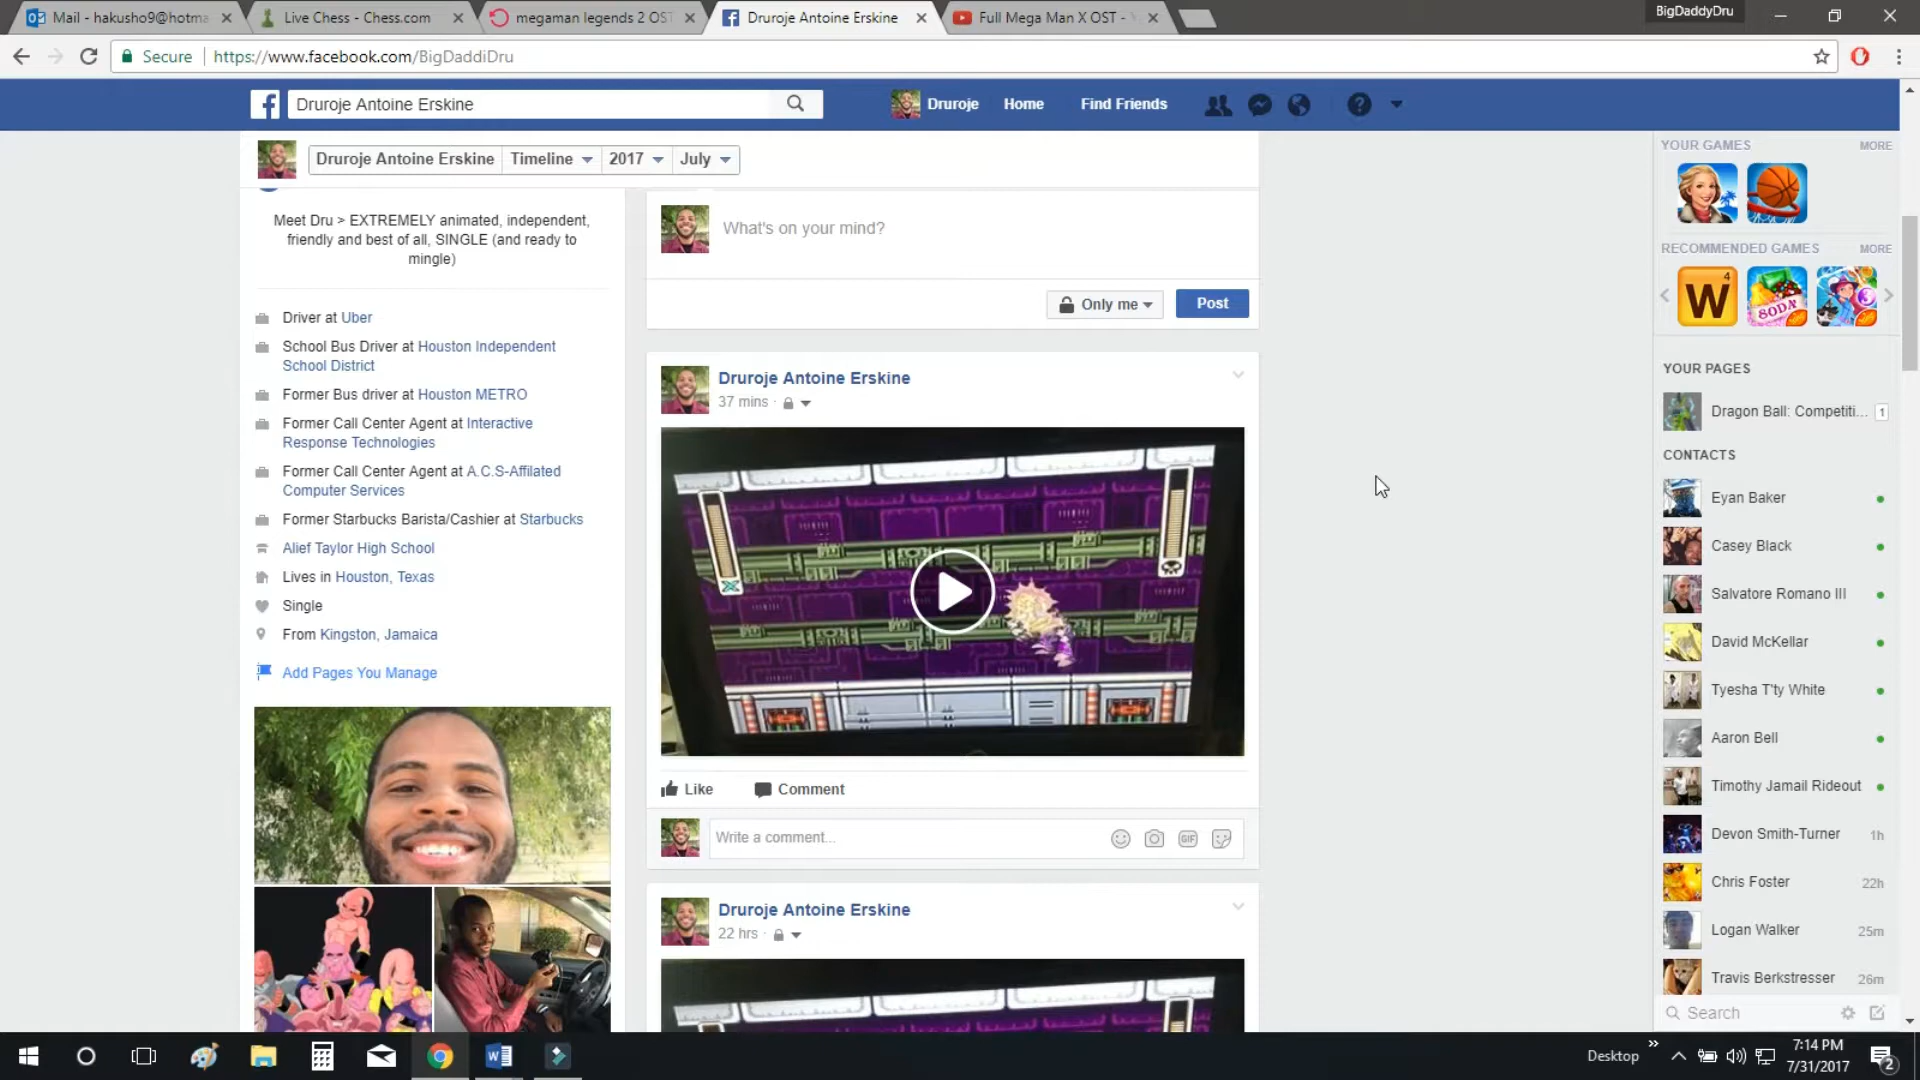 Mail - hakusho9@hotma
Live Chess - Chess.com
megaman legends 2 OST
Druroje Antoine Erskine
Full Mega Man X OST - Y
BigDaddyDru
Secure
https://www.facebook.com/BigDaddiDru
Druroje Antoine Erskine
Druroje
Home
Find Friends
Druroje Antoine Erskine
Timeline
2017
July
Meet Dru > EXTREMELY animated, independent,
friendly and best of all, SINGLE (and ready to
mingle)
Driver at Uber
School Bus Driver at Houston Independent
School District
Former Bus driver at Houston METRO
Former Call Center Agent at Interactive
Response Technologies
Former Call Center Agent at A.C.S-Affilated
Computer Services
Former Starbucks Barista/Cashier at Starbucks
Alief Taylor High School
Lives in Houston, Texas
Single
From Kingston, Jamaica
Add Pages You Manage
What's on your mind?
Only me
Post
Druroje Antoine Erskine
37 mins ·
Like
Comment
Write a comment...
GIF
Druroje Antoine Erskine
22 hrs ·
YOUR GAMES
MORE
RECOMMENDED GAMES
MORE
W
4
SODA
3
YOUR PAGES
Dragon Ball: Competiti...
1
CONTACTS
Eyan Baker
Casey Black
Salvatore Romano III
David McKellar
Tyesha T'ty White
Aaron Bell
Timothy Jamail Rideout
Devon Smith-Turner
1h
Chris Foster
22h
Logan Walker
25m
Travis Berkstresser
26m
Search
Desktop
7:14 PM
7/31/2017
2